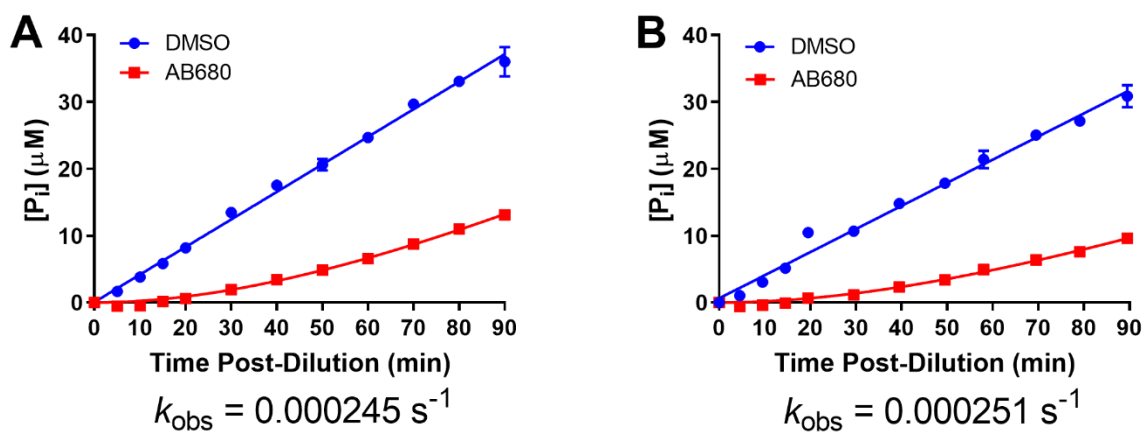 A
DMSO
AB680
[Pi] (μM)
40
30
20
10
0
0 10 20 30 40 50 60 70 80 90
Time Post-Dilution (min)
kobs = 0.000245 s-1
B
DMSO
AB680
[Pi] (μM)
40
30
20
10
0
0 10 20 30 40 50 60 70 80 90
Time Post-Dilution (min)
kobs = 0.000251 s-1